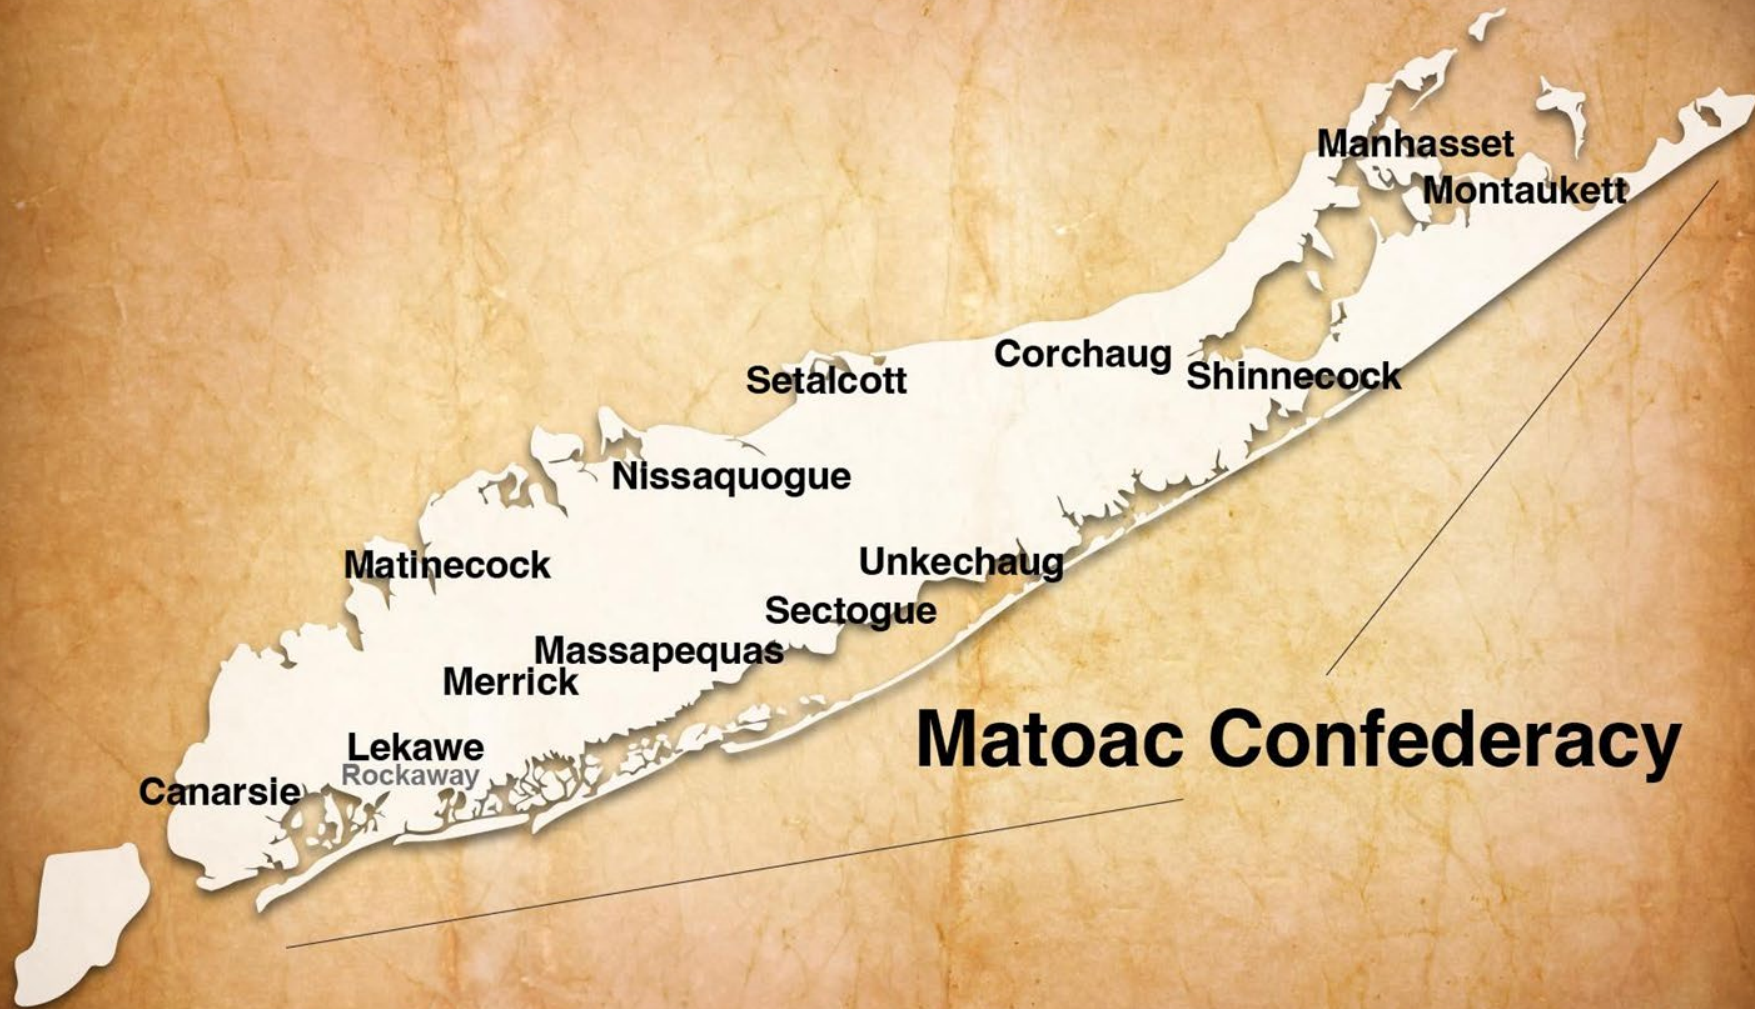 Manhasset
Montaukett
Corchaug
Shinnecock
Setalcott
Nissaquogue
Matinecock
Unkechaug
Sectogue
Massapequas
Merrick
Lekawe
Rockaway
Canarsie
Matoac Confederacy